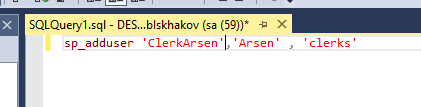 SQLQuery1.sql - DES...blskhakov (sa (59))*
sp_adduser 'ClerkArsen','Arsen' , 'clerks'